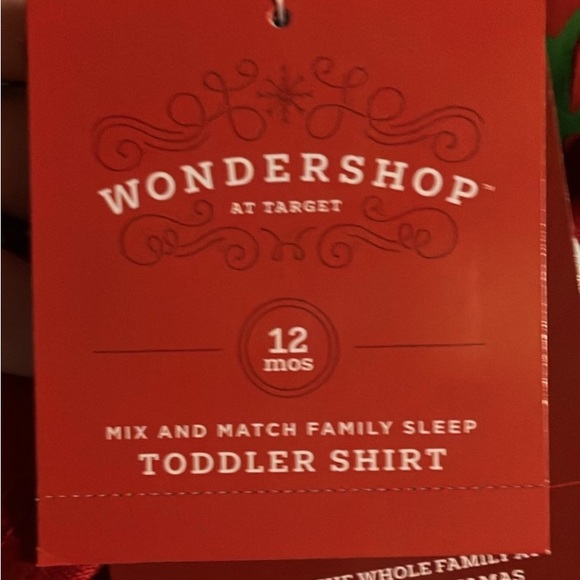 WONDERSHOP™
AT TARGET
12
mos
MIX AND MATCH FAMILY SLEEP
TODDLER SHIRT
THE WHOLE FAMILY